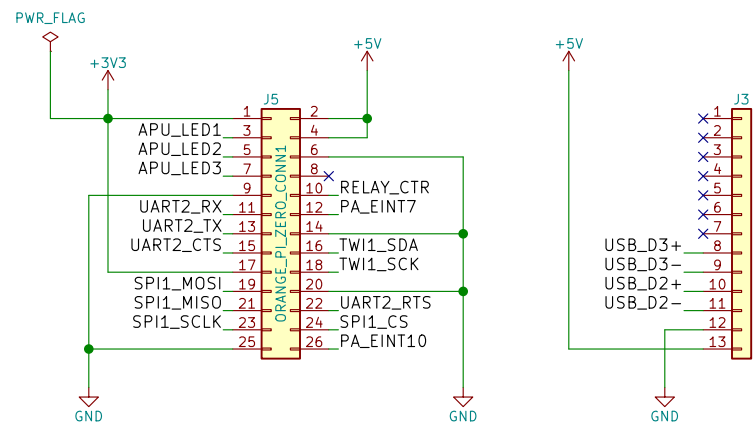 PWR_FLAG
+3V3
+5V
+5V
J5
J3
1
2
APU_LED1
3
4
APU_LED2
5
6
APU_LED3
7
8
9
10
RELAY_CTR
UART2_RX
11
12
PA_EINT7
UART2_TX
13
14
UART2_CTS
15
16
TWI1_SDA
17
18
TWI1_SCK
SPI1_MOSI
19
20
SPI1_MISO
21
22
UART2_RTS
SPI1_SCLK
23
24
SPI1_CS
25
26
PA_EINT10
ORANGE_PI_ZERO_CONN1
GND
GND
1
2
3
4
5
6
7
USB_D3+
8
USB_D3-
9
USB_D2+
10
USB_D2-
11
12
13
GND